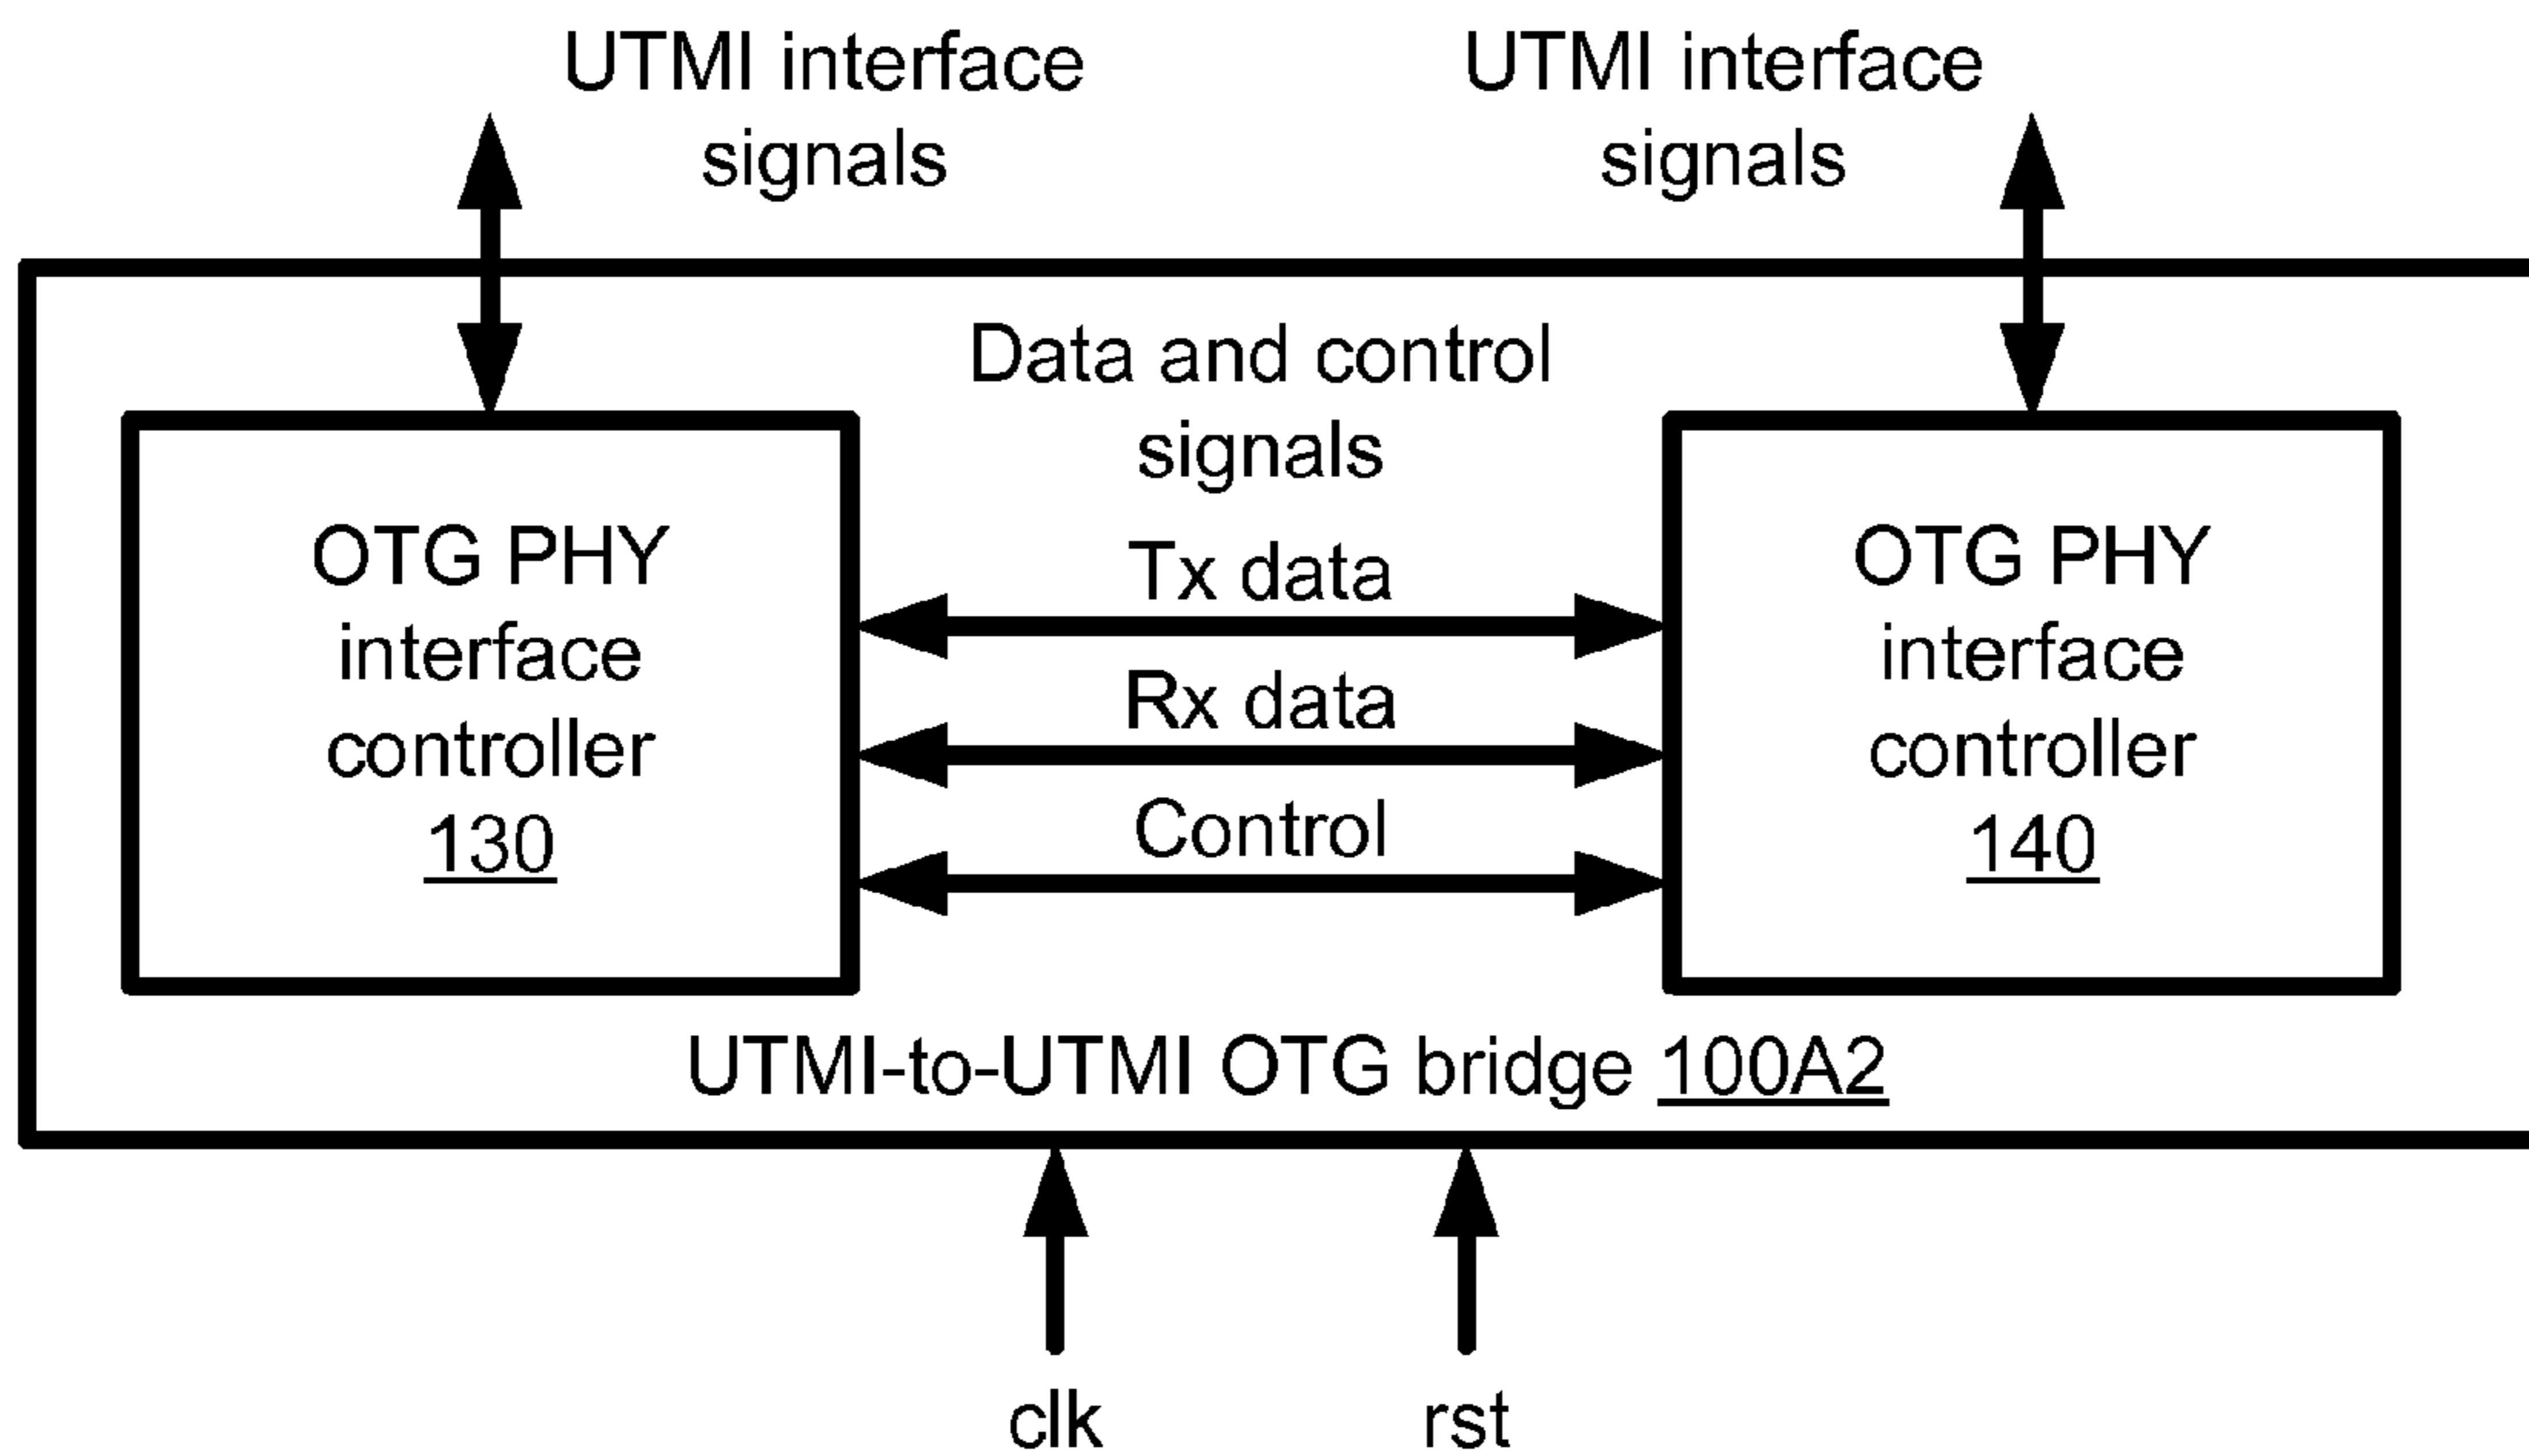 UTMI interface
signals
UTMI interface
signals
Data and control
signals
OTG PHY
interface
controller
130
Tx data
Rx data
Control
OTG PHY
interface
controller
140
UTMI-to-UTMI OTG bridge 100A2
clk
rst